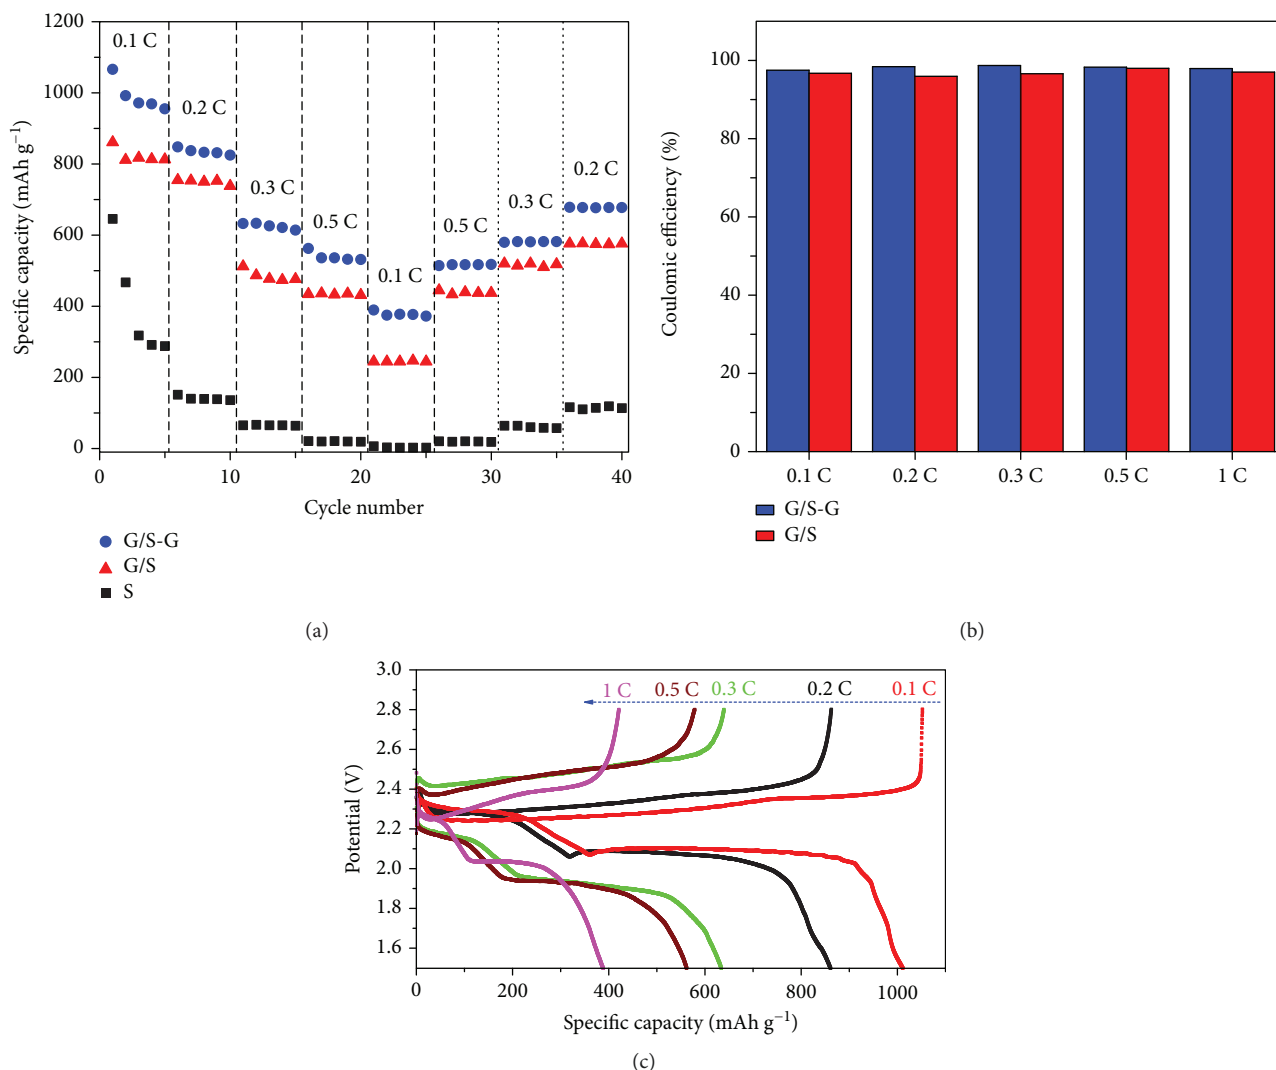 1200
1000
800
600
400
200
0
Specific capacity (mAh g⁻¹)
0.1 C
0.2 C
0.3 C
0.5 C
0.1 C
0.5 C
0.3 C
0.2 C
0 10 20 30 40
Cycle number
G/S-G
G/S
S
(a)
100
80
60
40
20
0
Coulomic efficiency (%)
0.1 C 0.2 C 0.3 C 0.5 C 1 C
G/S-G
G/S
(b)
3.0
2.8
2.6
2.4
2.2
2.0
1.8
1.6
Potential (V)
1 C 0.5 C 0.3 C 0.2 C 0.1 C
0 200 400 600 800 1000
Specific capacity (mAh g⁻¹)
(c)